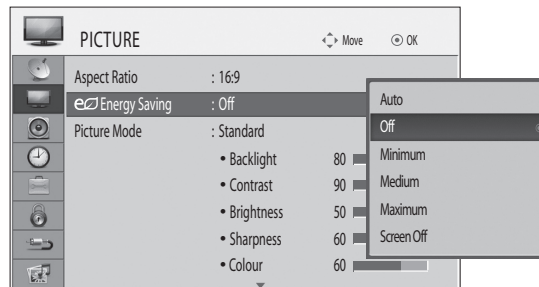 PICTURE Move OK
Aspect Ratio : 16:9
Energy Saving : Off
Picture Mode : Standard
• Backlight 80
• Contrast 90
• Brightness 50
• Sharpness 60
• Colour 60
Auto
Off
Minimum
Medium
Maximum
Screen Off